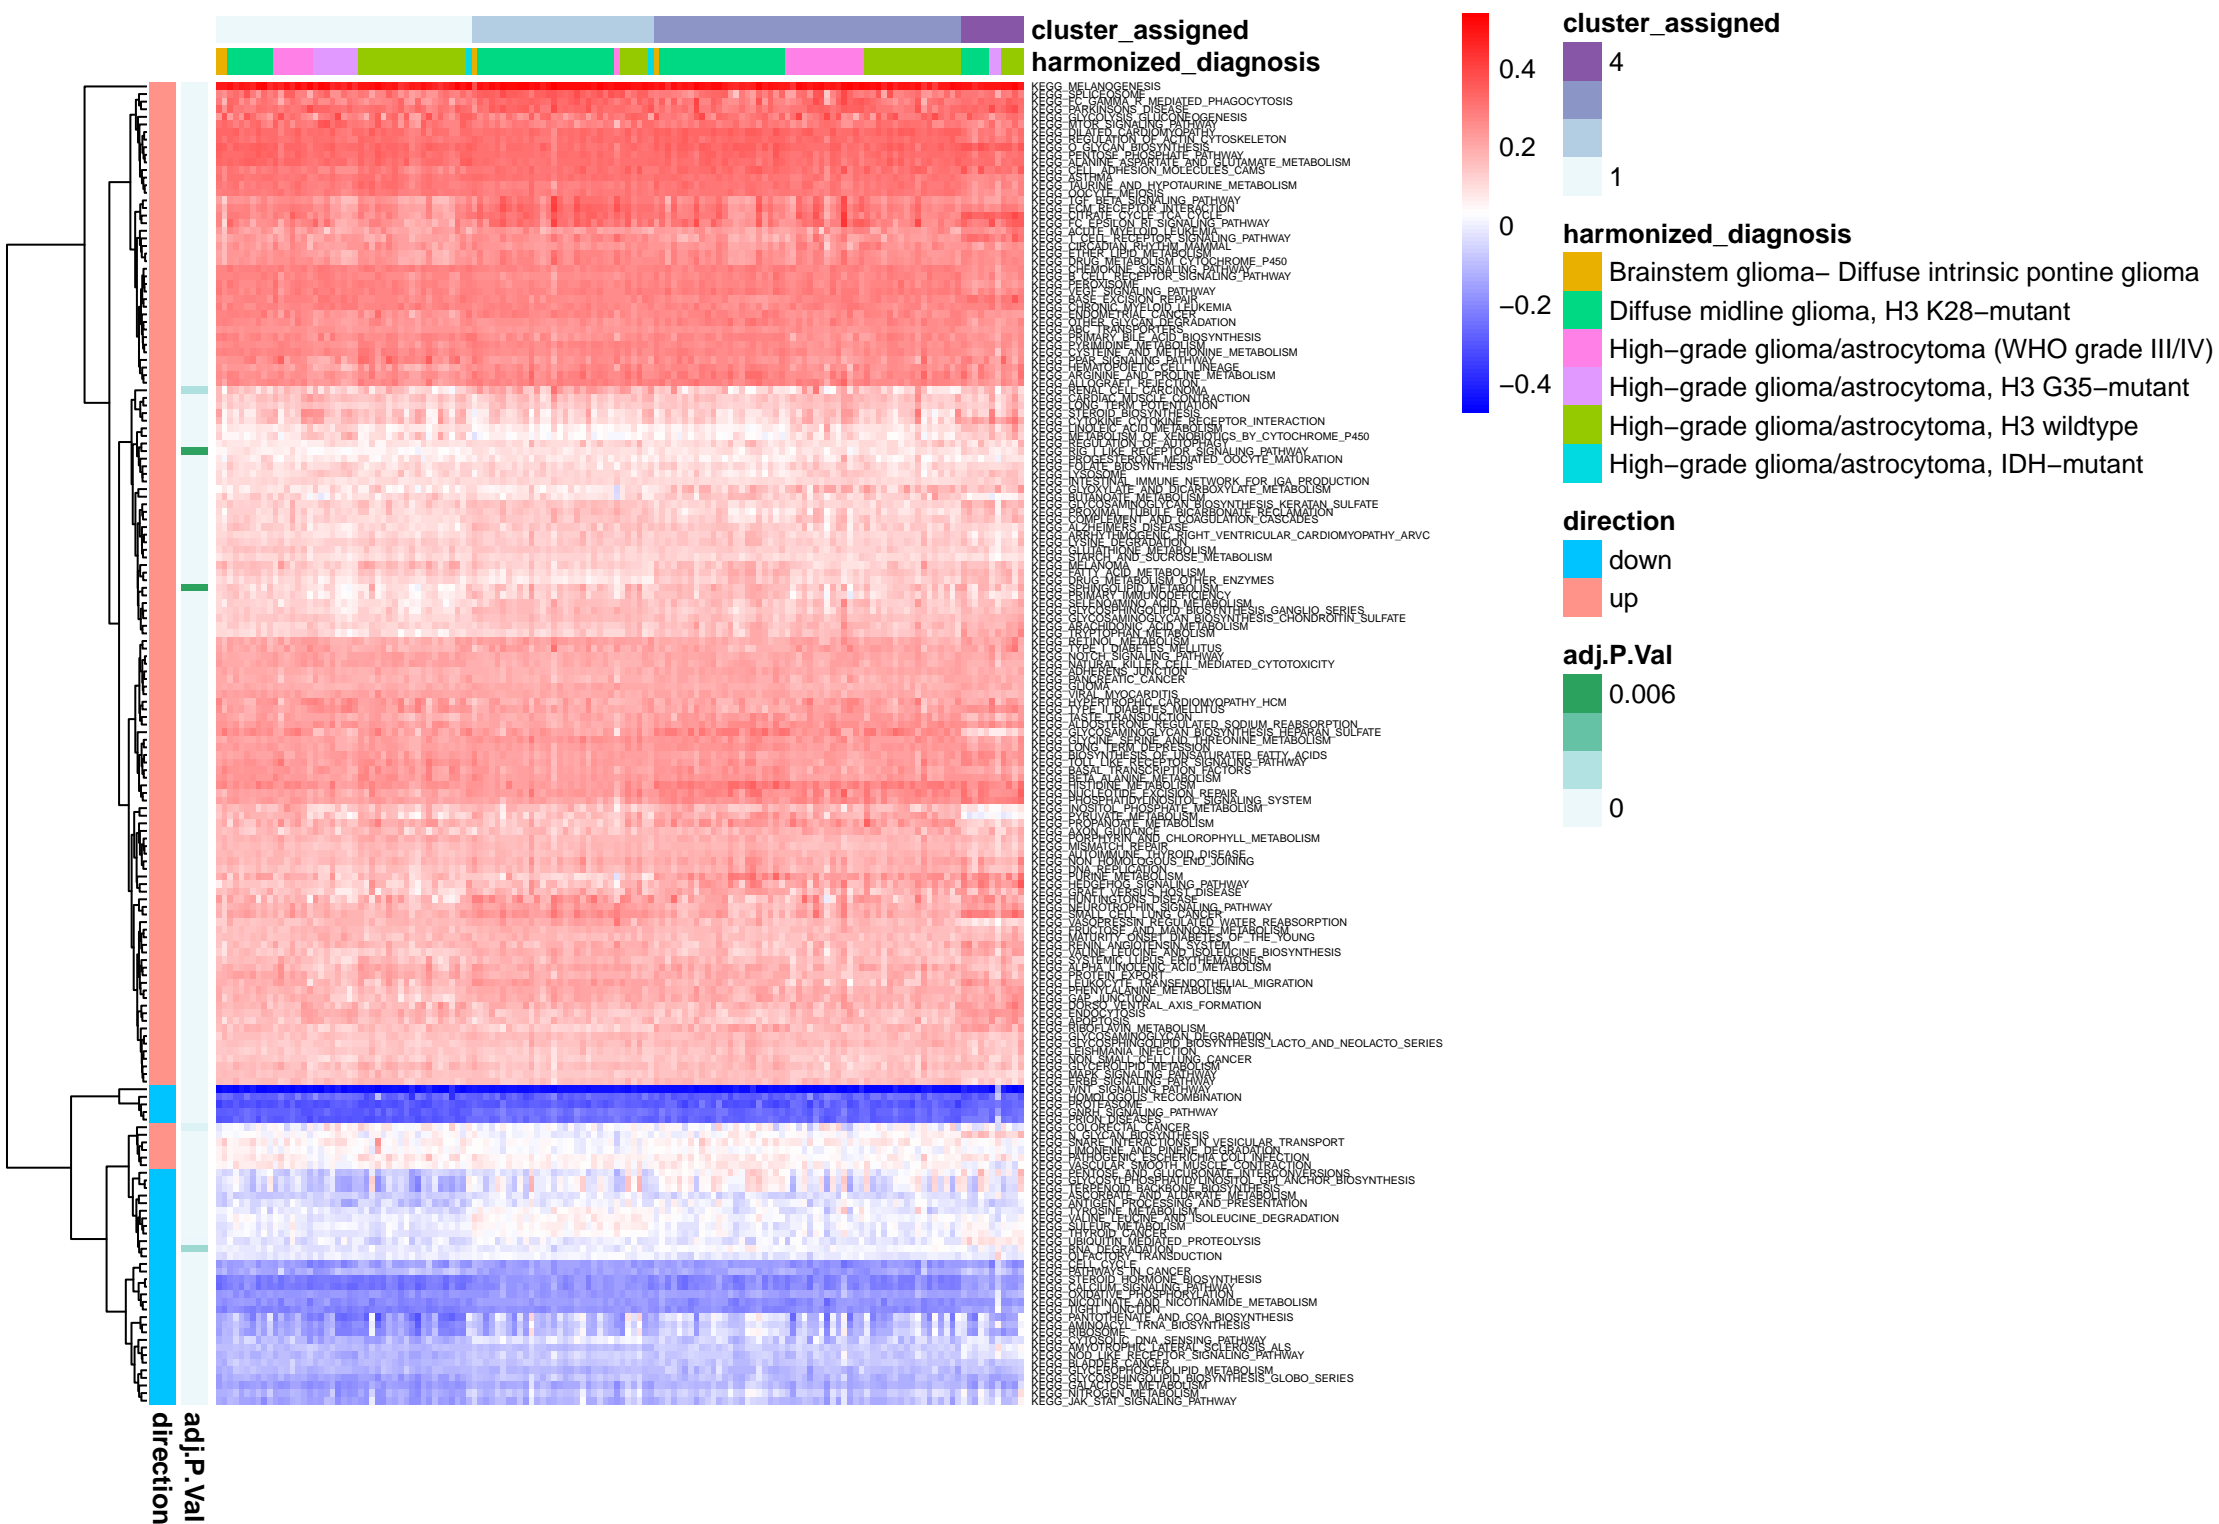 cluster_assigned
harmonized_diagnosis
KEGG_MELANOGENESIS
KEGG_SPLICEOSOME
KEGG_FC_GAMMA_R_MEDIATED_PHAGOCYTOSIS
KEGG_PARKINSONS_DISEASE
KEGG_GLYCOLYSIS_GLUCONEOGENESIS
KEGG_MTOR_SIGNALING_PATHWAY
KEGG_DILATED_CARDIOMYOPATHY
KEGG_REGULATION_OF_ACTIN_CYTOSKELETON
KEGG_O_GLYCAN_BIOSYNTHESIS
KEGG_PENTOSE_PHOSPHATE_PATHWAY
KEGG_ALANINE_ASPARTATE_AND_GLUTAMATE_METABOLISM
KEGG_CELL_ADHESION_MOLECULES_CAMS
KEGG_ASTHMA
KEGG_TAURINE_AND_HYPOTAURINE_METABOLISM
KEGG_OOCYTE_MEIOSIS
KEGG_TGF_BETA_SIGNALING_PATHWAY
KEGG_ECM_RECEPTOR_INTERACTION
KEGG_CITRATE_CYCLE_TCA_CYCLE
KEGG_FC_EPSILON_RI_SIGNALING_PATHWAY
KEGG_ACUTE_MYELOID_LEUKEMIA
KEGG_T_CELL_RECEPTOR_SIGNALING_PATHWAY
KEGG_CIRCADIAN_RHYTHM_MAMMAL
KEGG_ETHER_LIPID_METABOLISM
KEGG_DRUG_METABOLISM_CYTOCHROME_P450
KEGG_CHEMOKINE_SIGNALING_PATHWAY
KEGG_B_CELL_RECEPTOR_SIGNALING_PATHWAY
KEGG_PEROXISOME
KEGG_VEGF_SIGNALING_PATHWAY
KEGG_BASE_EXCISION_REPAIR
KEGG_CHRONIC_MYELOID_LEUKEMIA
KEGG_ENDOMETRIAL_CANCER
KEGG_OTHER_GLYCAN_DEGRADATION
KEGG_ABC_TRANSPORTERS
KEGG_PRIMARY_BILE_ACID_BIOSYNTHESIS
KEGG_PYRIMIDINE_METABOLISM
KEGG_CYSTEINE_AND_METHIONINE_METABOLISM
KEGG_PPAR_SIGNALING_PATHWAY
KEGG_HEMATOPOIETIC_CELL_LINEAGE
KEGG_ARGININE_AND_PROLINE_METABOLISM
KEGG_ALLOGRAFT_REJECTION
KEGG_RENAL_CELL_CARCINOMA
KEGG_CARDIAC_MUSCLE_CONTRACTION
KEGG_LONG_TERM_POTENTIATION
KEGG_STEROID_BIOSYNTHESIS
KEGG_CYTOKINE_CYTOKINE_RECEPTOR_INTERACTION
KEGG_LINOLEIC_ACID_METABOLISM
KEGG_METABOLISM_OF_XENOBIOTICS_BY_CYTOCHROME_P450
KEGG_REGULATION_OF_AUTOPHAGY
KEGG_RIG_I_LIKE_RECEPTOR_SIGNALING_PATHWAY
KEGG_PROGESTERONE_MEDIATED_OOCYTE_MATURATION
KEGG_FOLATE_BIOSYNTHESIS
KEGG_LYSOSOME
KEGG_INTESTINAL_IMMUNE_NETWORK_FOR_IGA_PRODUCTION
KEGG_GLYOXYLATE_AND_DICARBOXYLATE_METABOLISM
KEGG_BUTANOATE_METABOLISM
KEGG_GLYCOSAMINOGLYCAN_BIOSYNTHESIS_KERATAN_SULFATE
KEGG_PROXIMAL_TUBULE_BICARBONATE_RECLAMATION
KEGG_COMPLEMENT_AND_COAGULATION_CASCADES
KEGG_ALZHEIMERS_DISEASE
KEGG_ARRHYTHMOGENIC_RIGHT_VENTRICULAR_CARDIOMYOPATHY_ARVC
KEGG_LYSINE_DEGRADATION
KEGG_GLUTATHIONE_METABOLISM
KEGG_STARCH_AND_SUCROSE_METABOLISM
KEGG_MELANOMA
KEGG_FATTY_ACID_METABOLISM
KEGG_DRUG_METABOLISM_OTHER_ENZYMES
KEGG_SPHINGOLIPID_METABOLISM
KEGG_PRIMARY_IMMUNODEFICIENCY
KEGG_SELENOAMINO_ACID_METABOLISM
KEGG_GLYCOSPHINGOLIPID_BIOSYNTHESIS_GANGLIO_SERIES
KEGG_GLYCOSAMINOGLYCAN_BIOSYNTHESIS_CHONDROITIN_SULFATE
KEGG_ARACHIDONIC_ACID_METABOLISM
KEGG_TRYPTOPHAN_METABOLISM
KEGG_RETINOL_METABOLISM
KEGG_TYPE_I_DIABETES_MELLITUS
KEGG_NOTCH_SIGNALING_PATHWAY
KEGG_NATURAL_KILLER_CELL_MEDIATED_CYTOTOXICITY
KEGG_ADHERENS_JUNCTION
KEGG_PANCREATIC_CANCER
KEGG_GLIOMA
KEGG_VIRAL_MYOCARDITIS
KEGG_HYPERTROPHIC_CARDIOMYOPATHY_HCM
KEGG_TYPE_II_DIABETES_MELLITUS
KEGG_TASTE_TRANSDUCTION
KEGG_ALDOSTERONE_REGULATED_SODIUM_REABSORPTION
KEGG_GLYCOSAMINOGLYCAN_BIOSYNTHESIS_HEPARAN_SULFATE
KEGG_GLYCINE_SERINE_AND_THREONINE_METABOLISM
KEGG_LONG_TERM_DEPRESSION
KEGG_BIOSYNTHESIS_OF_UNSATURATED_FATTY_ACIDS
KEGG_TOLL_LIKE_RECEPTOR_SIGNALING_PATHWAY
KEGG_BASAL_TRANSCRIPTION_FACTORS
KEGG_BETA_ALANINE_METABOLISM
KEGG_HISTIDINE_METABOLISM
KEGG_NUCLEOTIDE_EXCISION_REPAIR
KEGG_PHOSPHATIDYLINOSITOL_SIGNALING_SYSTEM
KEGG_INOSITOL_PHOSPHATE_METABOLISM
KEGG_PYRUVATE_METABOLISM
KEGG_PROPANOATE_METABOLISM
KEGG_AXON_GUIDANCE
KEGG_PORPHYRIN_AND_CHLOROPHYLL_METABOLISM
KEGG_MISMATCH_REPAIR
KEGG_AUTOIMMUNE_THYROID_DISEASE
KEGG_NON_HOMOLOGOUS_END_JOINING
KEGG_DNA_REPLICATION
KEGG_PURINE_METABOLISM
KEGG_HEDGEHOG_SIGNALING_PATHWAY
KEGG_GRAFT_VERSUS_HOST_DISEASE
KEGG_HUNTINGTONS_DISEASE
KEGG_NEUROTROPHIN_SIGNALING_PATHWAY
KEGG_SMALL_CELL_LUNG_CANCER
KEGG_VASOPRESSIN_REGULATED_WATER_REABSORPTION
KEGG_FRUCTOSE_AND_MANNOSE_METABOLISM
KEGG_MATURITY_ONSET_DIABETES_OF_THE_YOUNG
KEGG_RENIN_ANGIOTENSIN_SYSTEM
KEGG_VALINE_LEUCINE_AND_ISOLEUCINE_BIOSYNTHESIS
KEGG_SYSTEMIC_LUPUS_ERYTHEMATOSUS
KEGG_ALPHA_LINOLENIC_ACID_METABOLISM
KEGG_PROTEIN_EXPORT
KEGG_LEUKOCYTE_TRANSENDOTHELIAL_MIGRATION
KEGG_PHENYLALANINE_METABOLISM
KEGG_GAP_JUNCTION
KEGG_DORSO_VENTRAL_AXIS_FORMATION
KEGG_ENDOCYTOSIS
KEGG_APOPTOSIS
KEGG_RIBOFLAVIN_METABOLISM
KEGG_GLYCOSAMINOGLYCAN_DEGRADATION
KEGG_GLYCOSPHINGOLIPID_BIOSYNTHESIS_LACTO_AND_NEOLACTO_SERIES
KEGG_LEISHMANIA_INFECTION
KEGG_NON_SMALL_CELL_LUNG_CANCER
KEGG_GLYCEROLIPID_METABOLISM
KEGG_MAPK_SIGNALING_PATHWAY
KEGG_ERBB_SIGNALING_PATHWAY
KEGG_WNT_SIGNALING_PATHWAY
KEGG_HOMOLOGOUS_RECOMBINATION
KEGG_PROTEASOME
KEGG_GNRH_SIGNALING_PATHWAY
KEGG_PRION_DISEASES
KEGG_COLORECTAL_CANCER
KEGG_N_GLYCAN_BIOSYNTHESIS
KEGG_SNARE_INTERACTIONS_IN_VESICULAR_TRANSPORT
KEGG_LIMONENE_AND_PINENE_DEGRADATION
KEGG_PATHOGENIC_ESCHERICHIA_COLI_INFECTION
KEGG_VASCULAR_SMOOTH_MUSCLE_CONTRACTION
KEGG_PENTOSE_AND_GLUCURONATE_INTERCONVERSIONS
KEGG_GLYCOSYLPHOSPHATIDYLINOSITOL_GPI_ANCHOR_BIOSYNTHESIS
KEGG_TERPENOID_BACKBONE_BIOSYNTHESIS
KEGG_ASCORBATE_AND_ALDARATE_METABOLISM
KEGG_ANTIGEN_PROCESSING_AND_PRESENTATION
KEGG_TYROSINE_METABOLISM
KEGG_VALINE_LEUCINE_AND_ISOLEUCINE_DEGRADATION
KEGG_SULFUR_METABOLISM
KEGG_THYROID_CANCER
KEGG_UBIQUITIN_MEDIATED_PROTEOLYSIS
KEGG_RNA_DEGRADATION
KEGG_OLFACTORY_TRANSDUCTION
KEGG_CELL_CYCLE
KEGG_PATHWAYS_IN_CANCER
KEGG_STEROID_HORMONE_BIOSYNTHESIS
KEGG_CALCIUM_SIGNALING_PATHWAY
KEGG_OXIDATIVE_PHOSPHORYLATION
KEGG_NICOTINATE_AND_NICOTINAMIDE_METABOLISM
KEGG_TIGHT_JUNCTION
KEGG_PANTOTHENATE_AND_COA_BIOSYNTHESIS
KEGG_AMINOACYL_TRNA_BIOSYNTHESIS
KEGG_RIBOSOME
KEGG_CYTOSOLIC_DNA_SENSING_PATHWAY
KEGG_AMYOTROPHIC_LATERAL_SCLEROSIS_ALS
KEGG_NOD_LIKE_RECEPTOR_SIGNALING_PATHWAY
KEGG_BLADDER_CANCER
KEGG_GLYCEROPHOSPHOLIPID_METABOLISM
KEGG_GLYCOSPHINGOLIPID_BIOSYNTHESIS_GLOBO_SERIES
KEGG_GALACTOSE_METABOLISM
KEGG_NITROGEN_METABOLISM
KEGG_JAK_STAT_SIGNALING_PATHWAY
direction
adj.P.Val
0.4
0.2
0
−0.2
−0.4
cluster_assigned
4
1
harmonized_diagnosis
Brainstem glioma− Diffuse intrinsic pontine glioma
Diffuse midline glioma, H3 K28−mutant
High−grade glioma/astrocytoma (WHO grade III/IV)
High−grade glioma/astrocytoma, H3 G35−mutant
High−grade glioma/astrocytoma, H3 wildtype
High−grade glioma/astrocytoma, IDH−mutant
direction
down
up
adj.P.Val
0.006
0